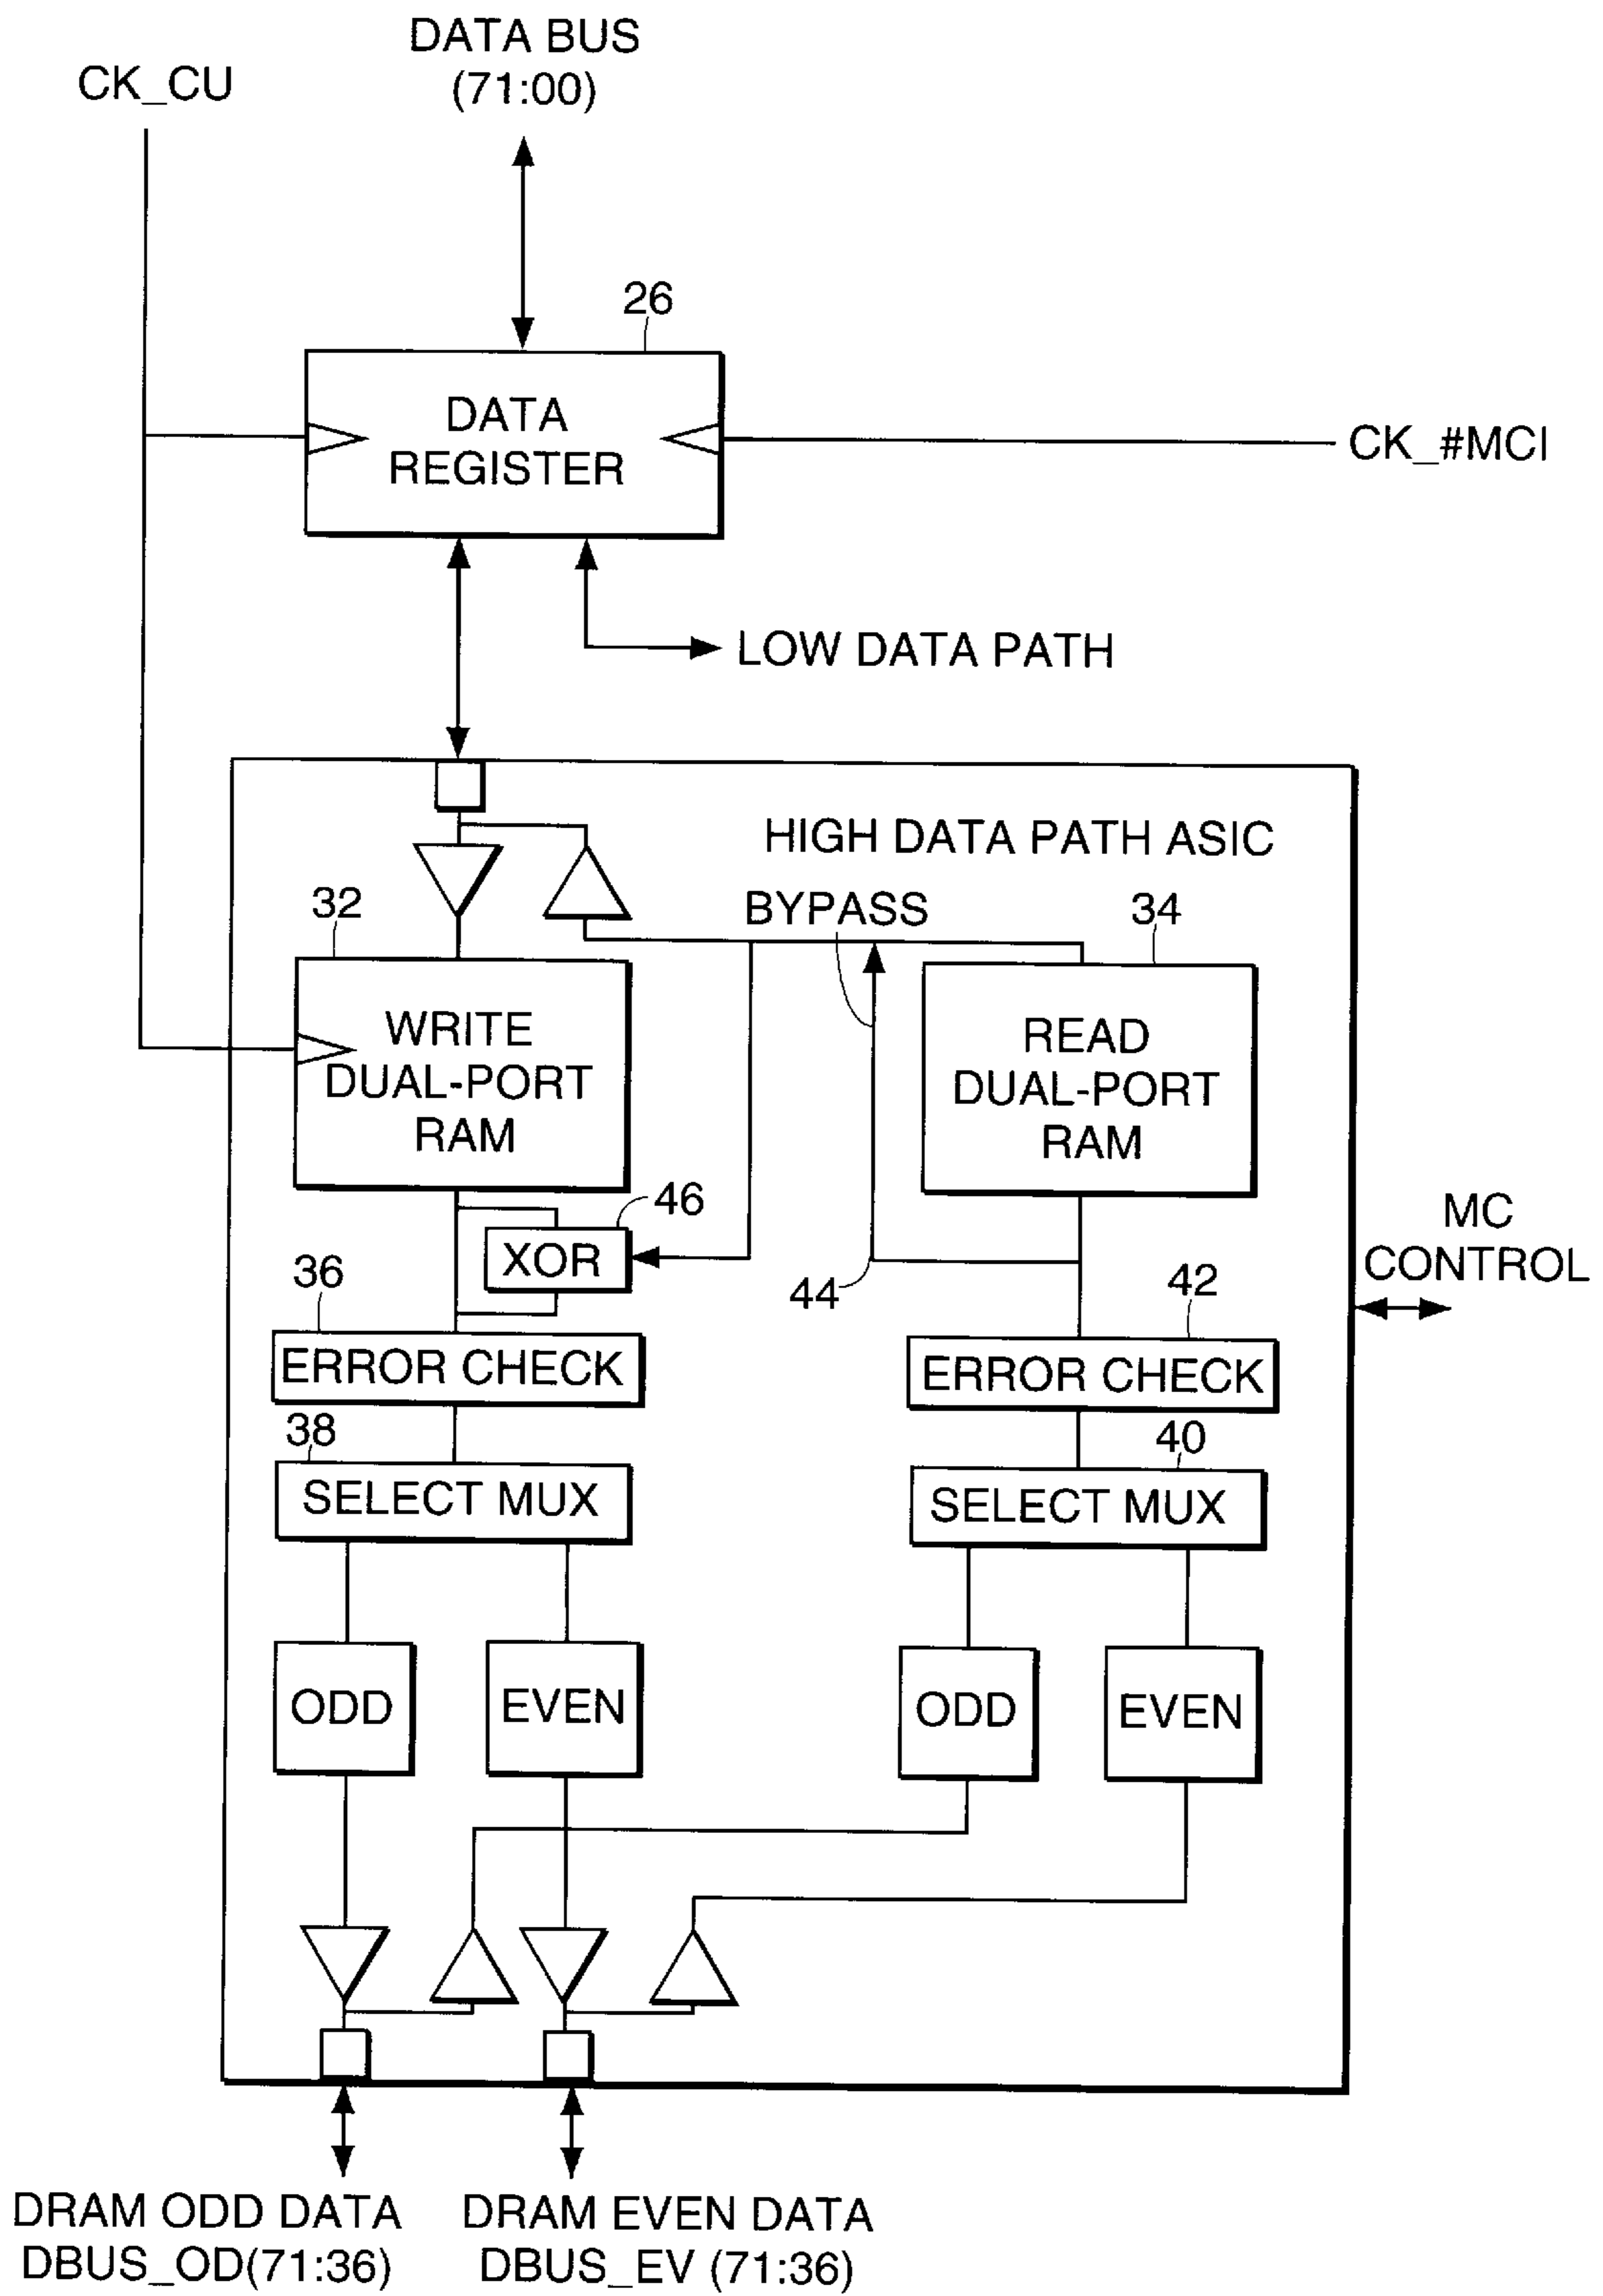 DATA BUS
(71:00)
CK_CU
26
DATA
REGISTER
CK_#MCI
LOW DATA PATH
HIGH DATA PATH ASIC
BYPASS
32
34
WRITE
DUAL-PORT
RAM
READ
DUAL-PORT
RAM
46
XOR
MC
CONTROL
44
36
42
ERROR CHECK
ERROR CHECK
38
40
SELECT MUX
SELECT MUX
ODD
EVEN
ODD
EVEN
DRAM ODD DATA
DBUS_OD(71:36)
DRAM EVEN DATA
DBUS_EV (71:36)